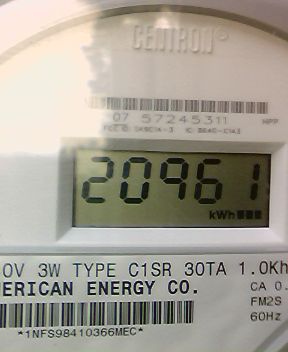 CENTRON®
07 57245311
20961
kWh
0V 3W TYPE C1SR 30TA 1.0Kh
MERICAN ENERGY CO. CA 0.
FM2S
60Hz
*1NFS98410366MEC*